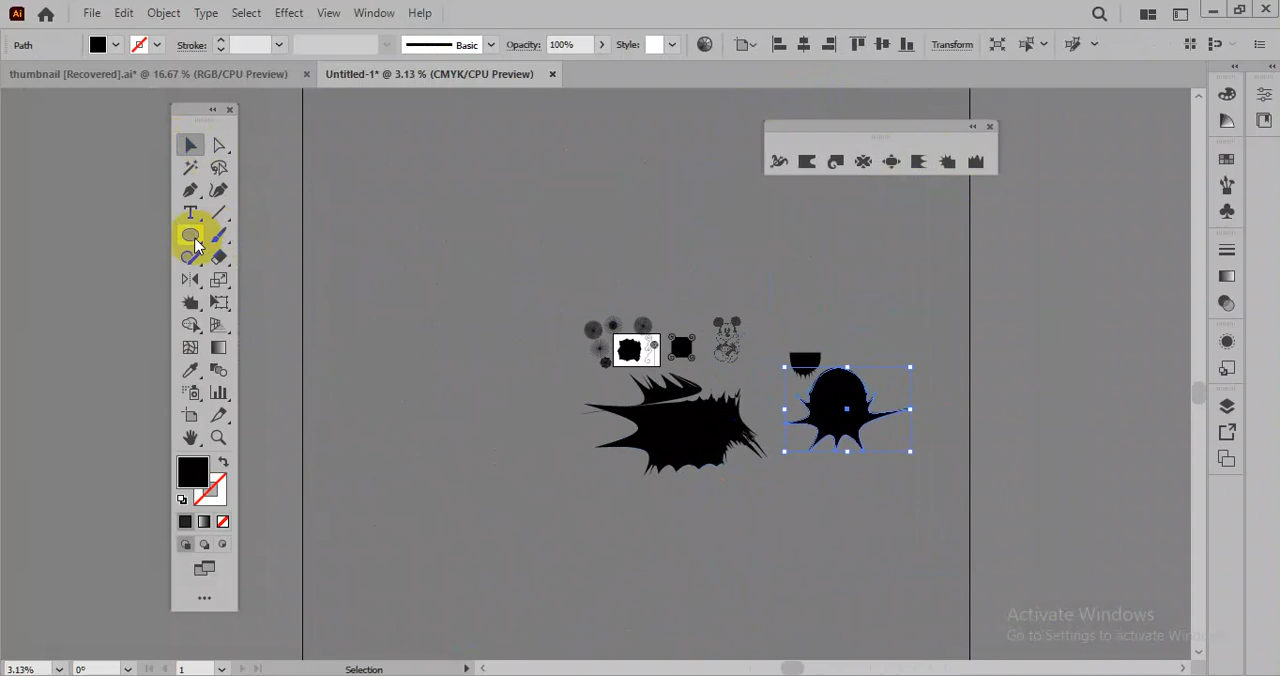 Ai File Edit Object Type Select Effect View Window Help
Path Stroke: Basic Opacity: 100% Style: Transform
thumbnail [Recovered].ai* @ 16.67 % (RGB/CPU Preview) Untitled-1* @ 3.13 % (CMYK/CPU Preview)
T
Activate Windows
Go to Settings to activate Win
3.13% 0° 1 Selection